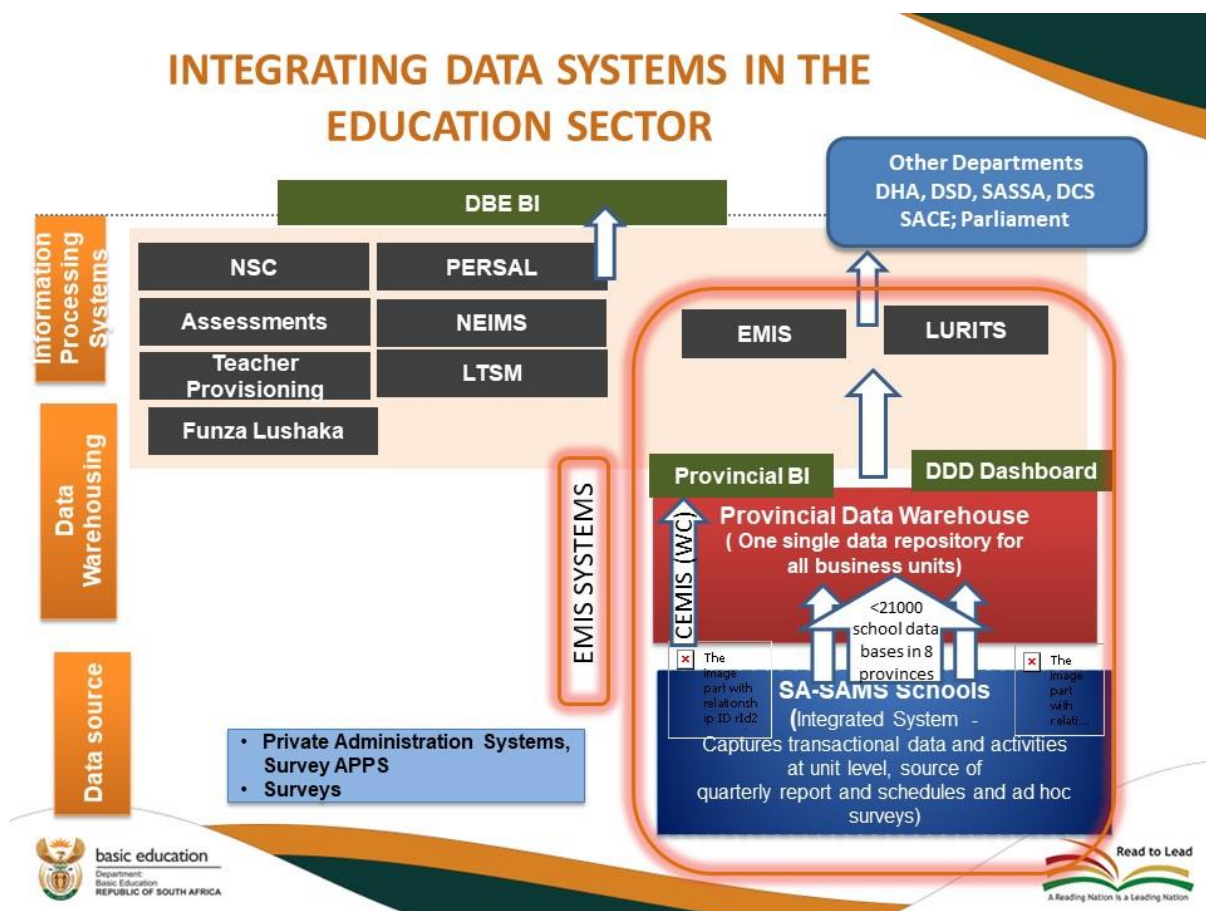 INTEGRATING DATA SYSTEMS IN THE
EDUCATION SECTOR
Other Departments
DHA, DSD, SASSA, DCS
SACE; Parliament
DBE BI
Information
Processing
Systems
NSC
PERSAL
Assessments
NEIMS
Teacher
Provisioning
LTSM
Funza Lushaka
EMIS
LURITS
Data
Warehousing
EMIS SYSTEMS
Provincial BI
DDD Dashboard
CEMIS (WC)
Provincial Data Warehouse
( One single data repository for
all business units)
<21000
school data
bases in 8
provinces
The
image
part with
relationsh
ip ID rId2
The
image
part
with
relati...
Data source
SA-SAMS Schools
(Integrated System -
Captures transactional data and activities
at unit level, source of
quarterly report and schedules and ad hoc
surveys)
• Private Administration Systems,
Survey APPS
• Surveys
basic education
Department:
Basic Education
REPUBLIC OF SOUTH AFRICA
Read to Lead
A Reading Nation is a Leading Nation